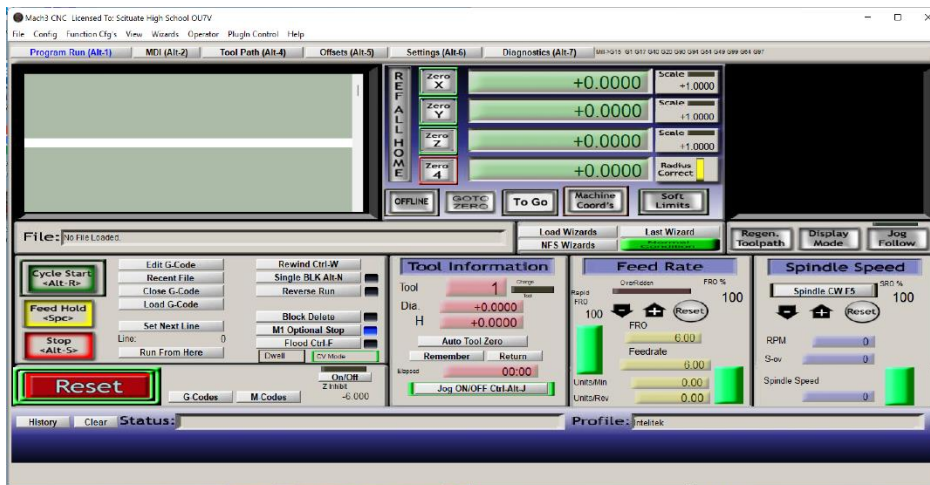 Mach3 CNC Licensed To: Scituate High School OU7V
File Config Function Cfg's View Wizards Operator PlugIn Control Help
Program Run (Alt-1) MDI (Alt-2) Tool Path (Alt-4) Offsets (Alt-5) Settings (Alt-6) Diagnostics (Alt-7)
REF ALL HOME
Zero X +0.0000 Scale +1.0000
Zero Y +0.0000 Scale +1.0000
Zero Z +0.0000 Scale +1.0000
Zero 4 +0.0000 Radius Correct
OFFLINE GOTO ZERO To Go Machine Coord's Soft Limits
File: No File Loaded.
Load Wizards Last Wizard
NFS Wizards Normal Condition
Regen. Toolpath Display Mode Jog Follow
Cycle Start <Alt-R>
Feed Hold <Spc>
Stop <Alt-S>
Reset
Edit G-Code
Recent File
Close G-Code
Load G-Code
Set Next Line
Line: 0
Run From Here
Rewind Ctrl-W
Single BLK Alt-N
Reverse Run
Block Delete
M1 Optional Stop
Flood Ctrl-F
Dwell CV Mode
On/Off
Z Inhibit
-6.000
G-Codes M-Codes
Tool Information
Tool 1 Change Tool
Dia. +0.0000
H +0.0000
Auto Tool Zero
Remember Return
Elapsed 00:00
Jog ON/OFF Ctrl-Alt-J
Feed Rate
OverRidden FRO %
100
Rapid FRO
100
Reset
FRO
6.00
Feedrate
6.00
Units/Min 0.00
Units/Rev 0.00
Spindle Speed
Spindle CW F5 SRO %
100
Reset
RPM 0
S-ov 0
Spindle Speed
0
History Clear Status:
Profile: Intelitek